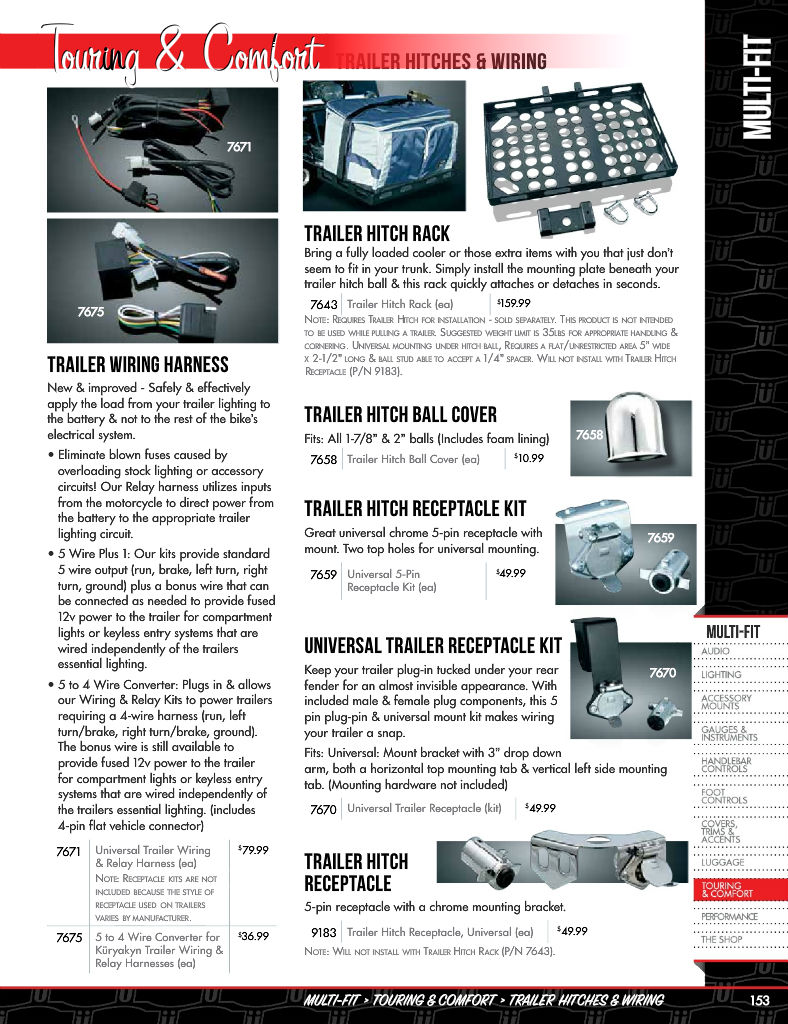 Touring & Comfort
TRAILER HITCHES & WIRING
MULTI-FIT
7671
7675
TRAILER WIRING HARNESS
New & improved - Safely & effectively
apply the load from your trailer lighting to
the battery & not to the rest of the bike's
electrical system.
• Eliminate blown fuses caused by
overloading stock lighting or accessory
circuits! Our Relay harness utilizes inputs
from the motorcycle to direct power from
the battery to the appropriate trailer
lighting circuit.
• 5 Wire Plus 1: Our kits provide standard
5 wire output (run, brake, left turn, right
turn, ground) plus a bonus wire that can
be connected as needed to provide fused
12v power to the trailer for compartment
lights or keyless entry systems that are
wired independently of the trailers
essential lighting.
• 5 to 4 Wire Converter: Plugs in & allows
our Wiring & Relay Kits to power trailers
requiring a 4-wire harness (run, left
turn/brake, right turn/brake, ground).
The bonus wire is still available to
provide fused 12v power to the trailer
for compartment lights or keyless entry
systems that are wired independently of
the trailers essential lighting. (includes
4-pin flat vehicle connector)
7671 Universal Trailer Wiring $79.99
& Relay Harness (ea)
NOTE: RECEPTACLE KITS ARE NOT
INCLUDED BECAUSE THE STYLE OF
RECEPTACLE USED ON TRAILERS
VARIES BY MANUFACTURER.
7675 5 to 4 Wire Converter for $36.99
Küryakyn Trailer Wiring &
Relay Harnesses (ea)
TRAILER HITCH RACK
Bring a fully loaded cooler or those extra items with you that just don't
seem to fit in your trunk. Simply install the mounting plate beneath your
trailer hitch ball & this rack quickly attaches or detaches in seconds.
7643 Trailer Hitch Rack (ea) $159.99
NOTE: REQUIRES TRAILER HITCH FOR INSTALLATION - SOLD SEPARATELY. THIS PRODUCT IS NOT INTENDED
TO BE USED WHILE PULLING A TRAILER. SUGGESTED WEIGHT LIMIT IS 35LBS FOR APPROPRIATE HANDLING &
CORNERING. UNIVERSAL MOUNTING UNDER HITCH BALL, REQUIRES A FLAT/UNRESTRICTED AREA 5" WIDE
X 2-1/2" LONG & BALL STUD ABLE TO ACCEPT A 1/4" SPACER. WILL NOT INSTALL WITH TRAILER HITCH
RECEPTACLE (P/N 9183).
TRAILER HITCH BALL COVER
Fits: All 1-7/8" & 2" balls (Includes foam lining)
7658 Trailer Hitch Ball Cover (ea) $10.99
7658
TRAILER HITCH RECEPTACLE KIT
Great universal chrome 5-pin receptacle with
mount. Two top holes for universal mounting.
7659 Universal 5-Pin $49.99
Receptacle Kit (ea)
7659
UNIVERSAL TRAILER RECEPTACLE KIT
Keep your trailer plug-in tucked under your rear
fender for an almost invisible appearance. With
included male & female plug components, this 5
pin plug-pin & universal mount kit makes wiring
your trailer a snap.
Fits: Universal: Mount bracket with 3" drop down
arm, both a horizontal top mounting tab & vertical left side mounting
tab. (Mounting hardware not included)
7670 Universal Trailer Receptacle (kit) $49.99
7670
TRAILER HITCH
RECEPTACLE
5-pin receptacle with a chrome mounting bracket.
9183 Trailer Hitch Receptacle, Universal (ea) $49.99
NOTE: WILL NOT INSTALL WITH TRAILER HITCH RACK (P/N 7643).
MULTI-FIT
AUDIO
LIGHTING
ACCESSORY
MOUNTS
GAUGES &
INSTRUMENTS
HANDLEBAR
CONTROLS
FOOT
CONTROLS
COVERS,
TRIMS &
ACCENTS
LUGGAGE
TOURING
& COMFORT
PERFORMANCE
THE SHOP
MULTI-FIT > TOURING & COMFORT > TRAILER HITCHES & WIRING
153